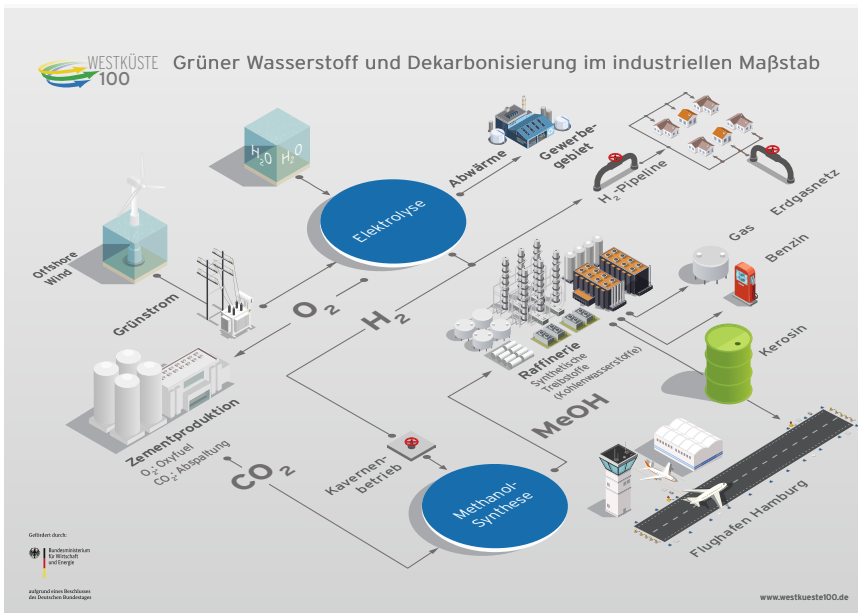 WESTKÜSTE
100
Grüner Wasserstoff und Dekarbonisierung im industriellen Maßstab
H₂O
H₂O
Elektrolyse
Abwärme
Gewerbe-
gebiet
H₂-Pipeline
Erdgasnetz
Offshore
Wind
Grünstrom
O₂
H₂
Gas
Benzin
Kerosin
Raffinerie
Synthetische
Treibstoffe
(Kohlenwasserstoffe)
MeOH
Zementproduktion
O₂: Oxyfuel
CO₂: Abspaltung
CO₂
Kavernen-
betrieb
Methanol-
Synthese
Flughafen Hamburg
Gefördert durch:
Bundesministerium
für Wirtschaft
und Energie
aufgrund eines Beschlusses
des Deutschen Bundestages
www.westkueste100.de